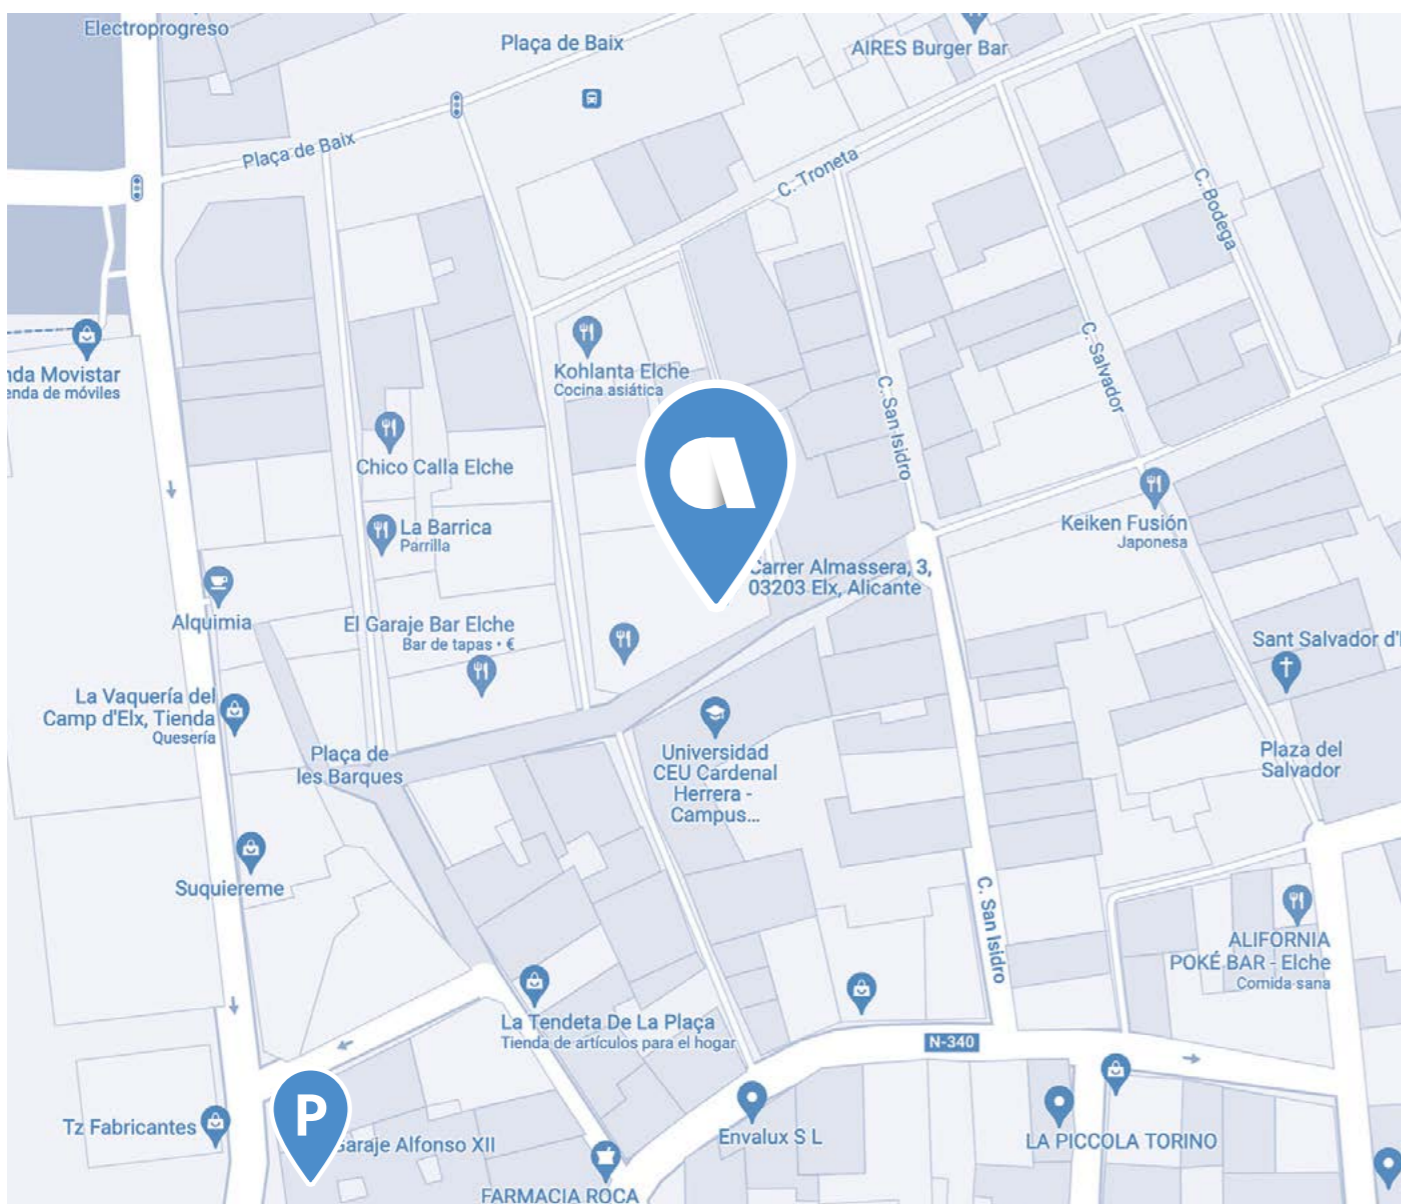 Electroprogreso
Plaça de Baix
AIRES Burger Bar
Plaça de Baix
C. Troneta
C. Bodega
nda Movistar
enda de móviles
Kohlanta Elche
Cocina asiática
C. San Isidro
C. Salvador
Chico Calla Elche
La Barrica
Parrilla
Keiken Fusión
Japonesa
Carrer Almassera, 3,
03203 Elx, Alicante
Alquimia
El Garaje Bar Elche
Bar de tapas • €
Sant Salvador d'
La Vaquería del
Camp d'Elx, Tienda
Quesería
Plaça de
les Barques
Universidad
CEU Cardenal
Herrera -
Campus...
Plaza del
Salvador
Suquiereme
C. San Isidro
ALIFORNIA
POKÉ BAR - Elche
Comida sana
La Tendeta De La Plaça
Tienda de artículos para el hogar
N-340
P
Tz Fabricantes
Garaje Alfonso XII
Envalux S L
LA PICCOLA TORINO
FARMACIA ROCA